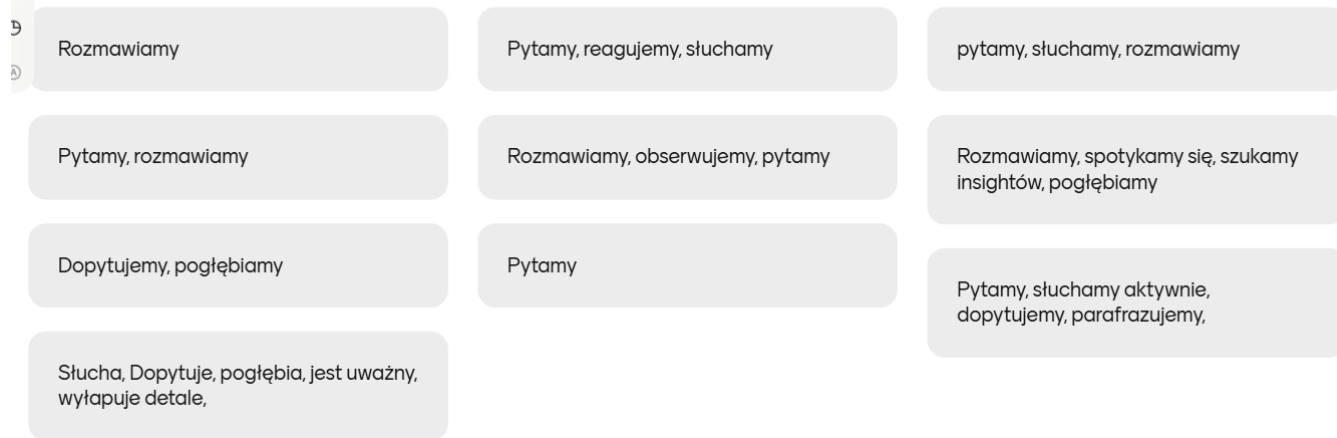 Rozmawiamy
Pytamy, reagujemy, słuchamy
pytamy, słuchamy, rozmawiamy
Pytamy, rozmawiamy
Rozmawiamy, obserwujemy, pytamy
Rozmawiamy, spotykamy się, szukamy
insightów, pogłębiamy
Dopytujemy, pogłębiamy
Pytamy
Pytamy, słuchamy aktywnie,
dopytujemy, parafrazujemy,
Słucha, Dopytuje, pogłębia, jest uważny,
wyłapuje detale,